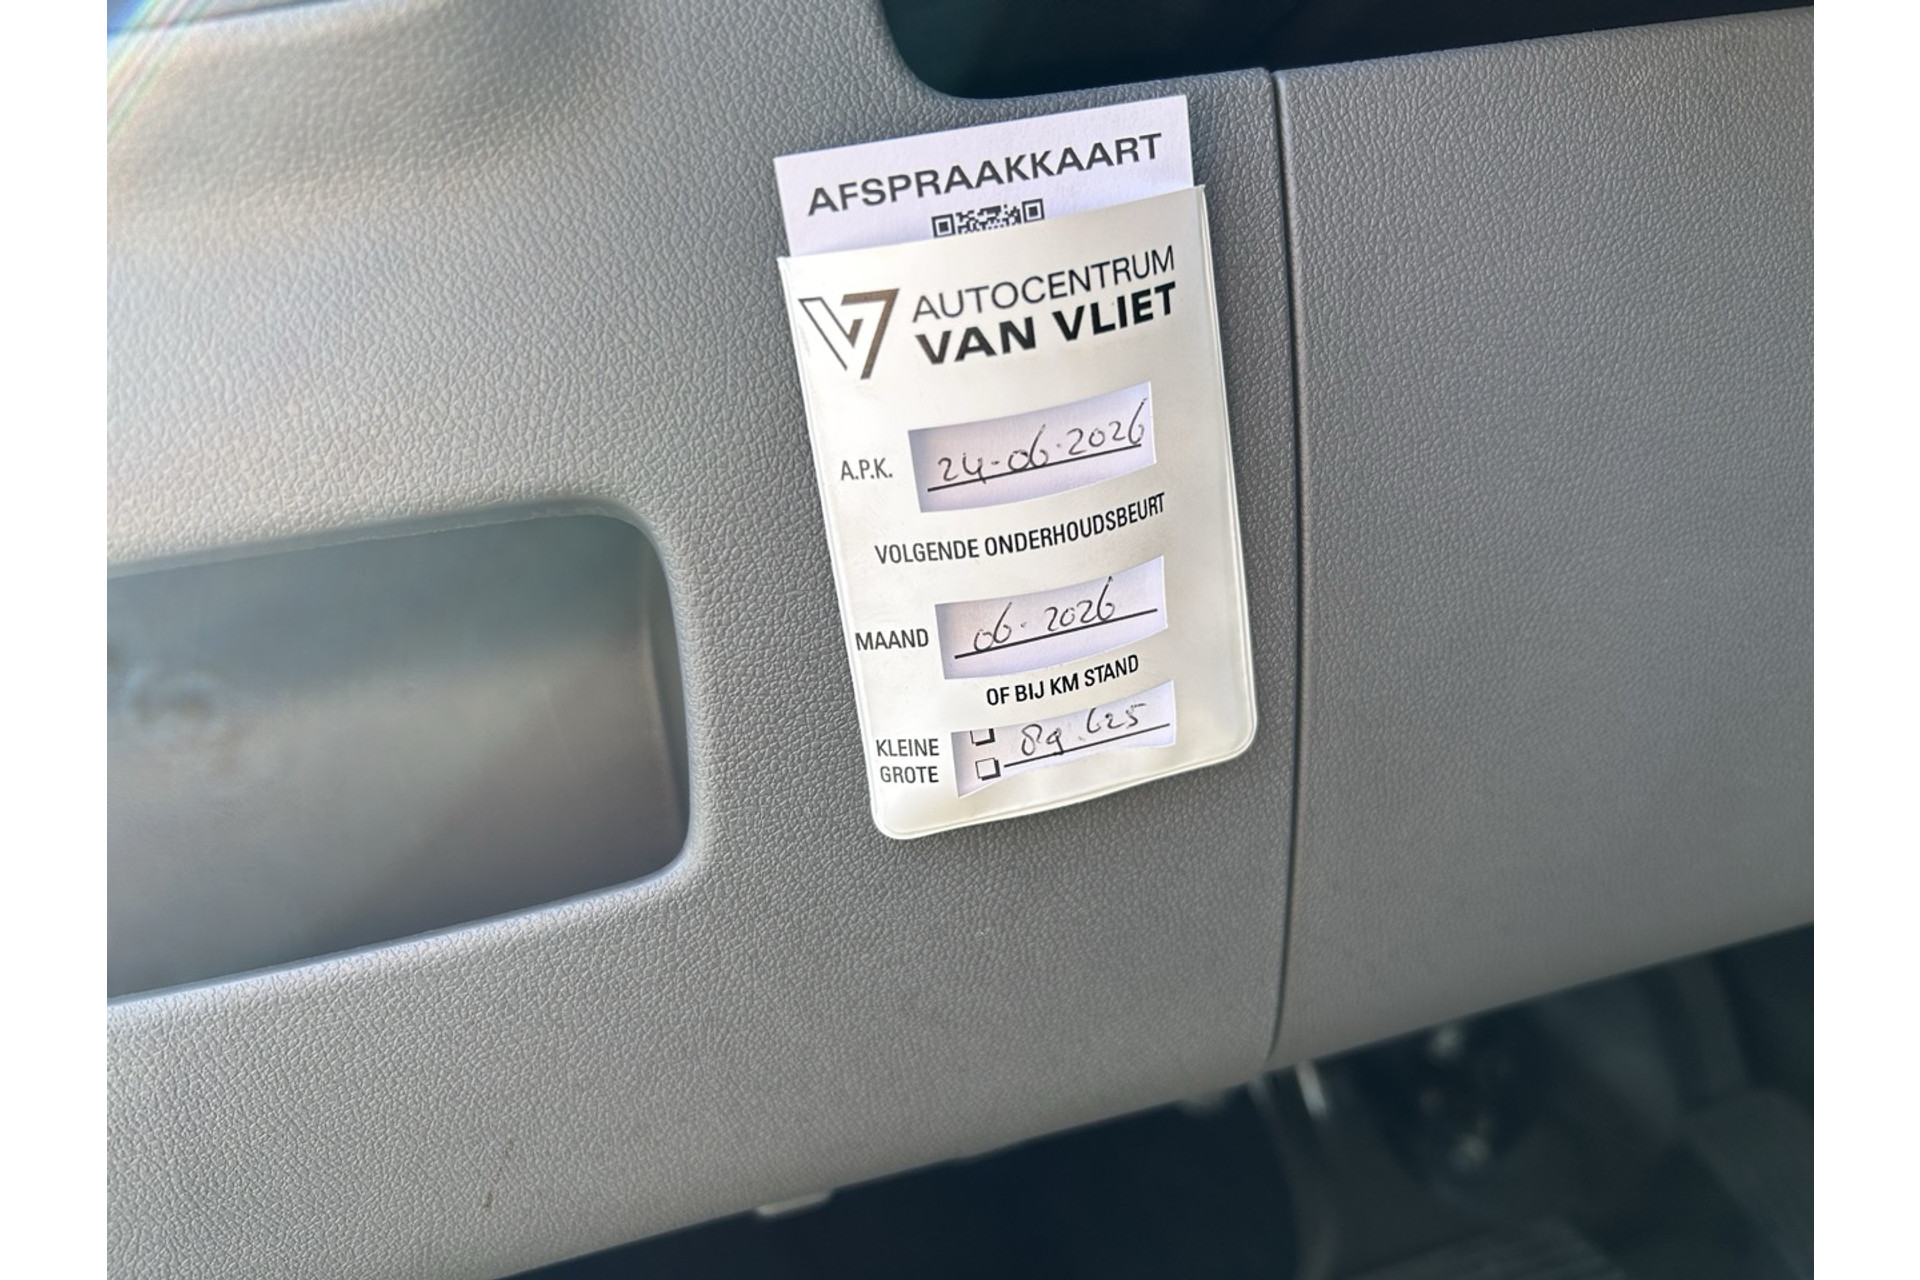 AFSPRAAKKAART
AUTOCENTRUM
VAN VLIET
A.P.K. 24-06-2026
VOLGENDE ONDERHOUDSBEURT
MAAND 06-2026
OF BIJ KM STAND
KLEINE 89.625
GROTE